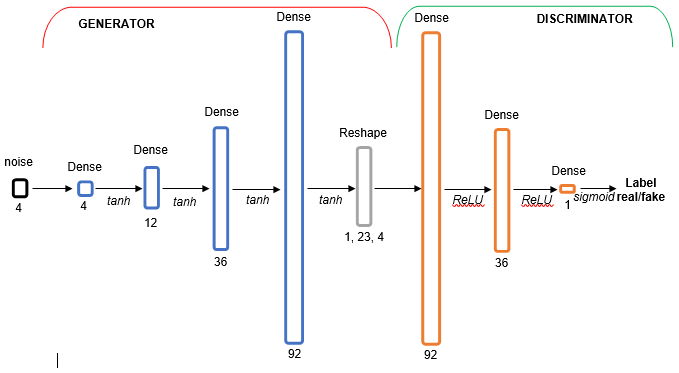 GENERATOR
DISCRIMINATOR
noise
4
Dense
4
tanh
Dense
12
tanh
Dense
36
tanh
Dense
92
tanh
Reshape
1, 23, 4
Dense
92
ReLU
Dense
36
ReLU
Dense
1
sigmoid
Label
real/fake